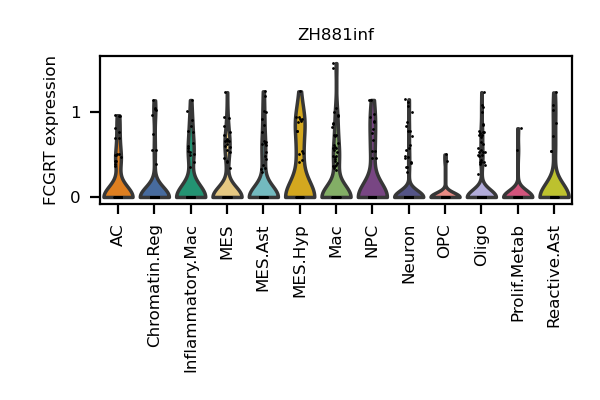 ZH881inf
FCGRT expression
1
0
AC
Chromatin.Reg
Inflammatory.Mac
MES
MES.Ast
MES.Hyp
Mac
NPC
Neuron
OPC
Oligo
Prolif.Metab
Reactive.Ast